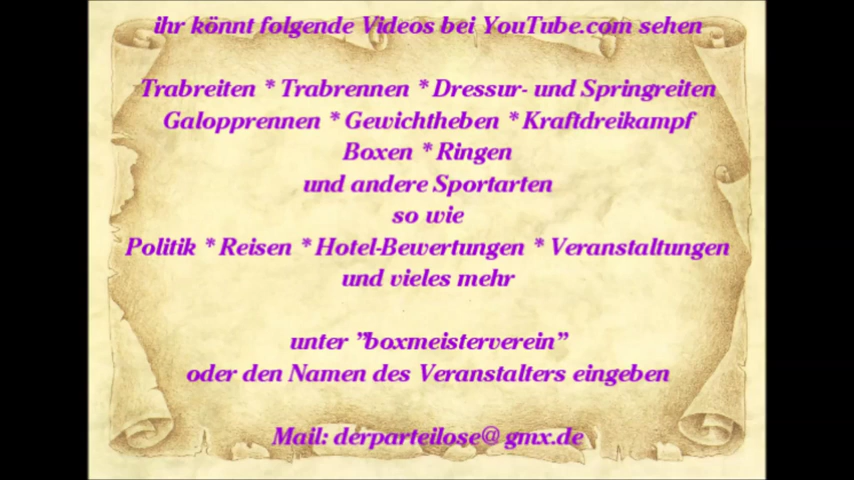 ihr könnt folgende Videos bei YouTube.com sehen
Trabreiten * Trabrennen * Dressur- und Springreiten
Galopprennen * Gewichtheben * Kraftdreikampf
Boxen * Ringen
und andere Sportarten
so wie
Politik * Reisen * Hotel-Bewertungen * Veranstaltungen
und vieles mehr
unter "boxmeisterverein"
oder den Namen des Veranstalters eingeben
Mail: derparteilose@gmx.de